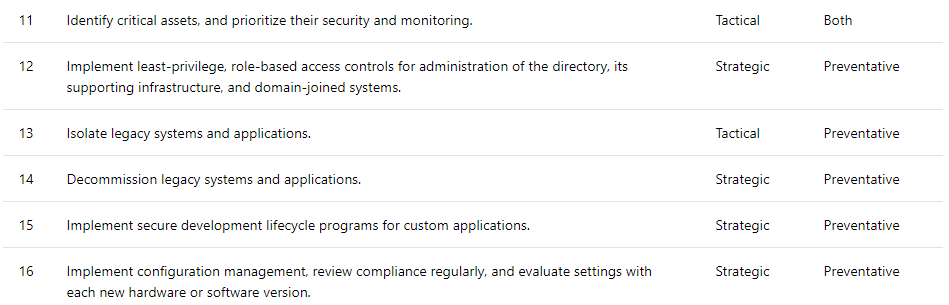 11 Identify critical assets, and prioritize their security and monitoring. Tactical Both
12 Implement least-privilege, role-based access controls for administration of the directory, its Strategic Preventative
supporting infrastructure, and domain-joined systems.
13 Isolate legacy systems and applications. Tactical Preventative
14 Decommission legacy systems and applications. Strategic Preventative
15 Implement secure development lifecycle programs for custom applications. Strategic Preventative
16 Implement configuration management, review compliance regularly, and evaluate settings with Strategic Preventative
each new hardware or software version.